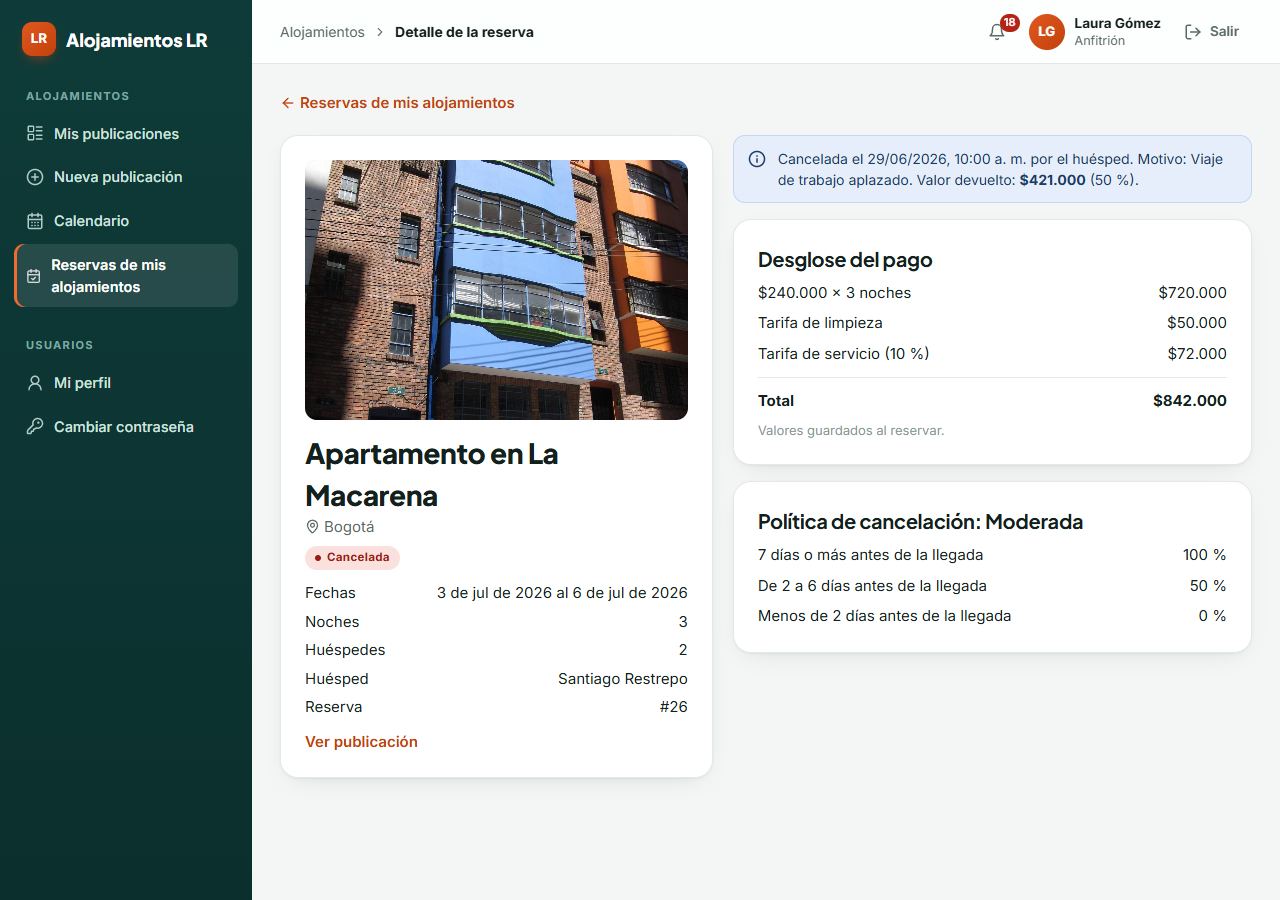 LR Alojamientos LR
ALOJAMIENTOS
Mis publicaciones
Nueva publicación
Calendario
Reservas de mis
alojamientos
USUARIOS
Mi perfil
Cambiar contraseña
Alojamientos > Detalle de la reserva
18
LG
Laura Gómez
Anfitrión
Salir
← Reservas de mis alojamientos
Apartamento en La
Macarena
Bogotá
Cancelada
Fechas 3 de jul de 2026 al 6 de jul de 2026
Noches 3
Huéspedes 2
Huésped Santiago Restrepo
Reserva #26
Ver publicación
Cancelada el 29/06/2026, 10:00 a. m. por el huésped. Motivo: Viaje
de trabajo aplazado. Valor devuelto: $421.000 (50 %).
Desglose del pago
$240.000 × 3 noches $720.000
Tarifa de limpieza $50.000
Tarifa de servicio (10 %) $72.000
Total $842.000
Valores guardados al reservar.
Política de cancelación: Moderada
7 días o más antes de la llegada 100 %
De 2 a 6 días antes de la llegada 50 %
Menos de 2 días antes de la llegada 0 %